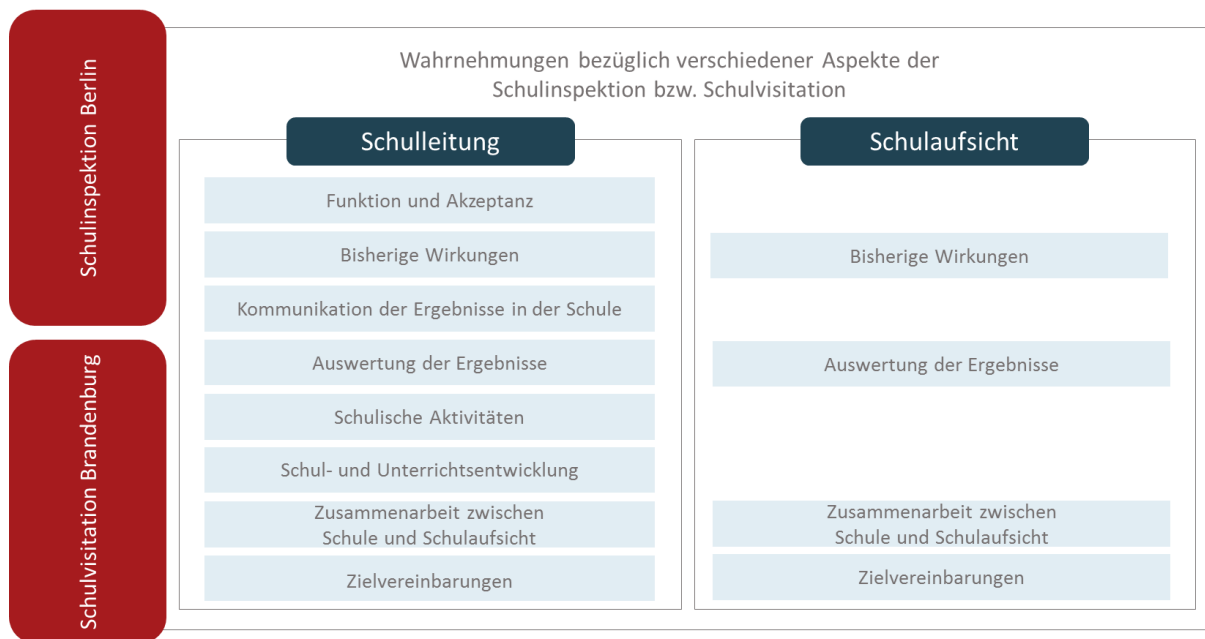 Schulinspektion Berlin
Schulvisitation Brandenburg
Wahrnehmungen bezüglich verschiedener Aspekte der
Schulinspektion bzw. Schulvisitation
Schulleitung
Funktion und Akzeptanz
Bisherige Wirkungen
Kommunikation der Ergebnisse in der Schule
Auswertung der Ergebnisse
Schulische Aktivitäten
Schul- und Unterrichtsentwicklung
Zusammenarbeit zwischen
Schule und Schulaufsicht
Zielvereinbarungen
Schulaufsicht
Bisherige Wirkungen
Auswertung der Ergebnisse
Zusammenarbeit zwischen
Schule und Schulaufsicht
Zielvereinbarungen